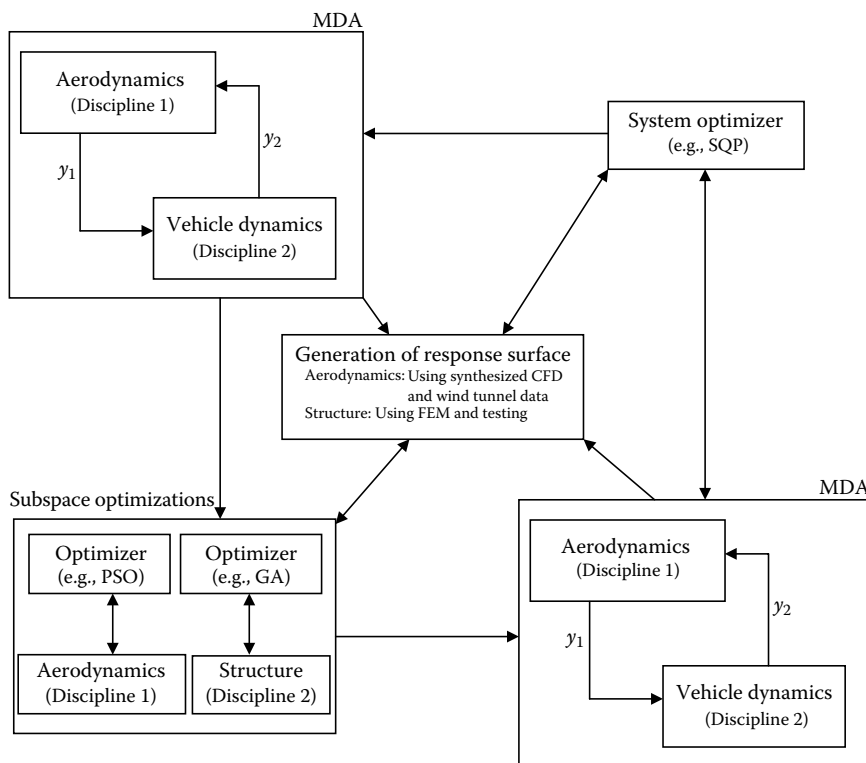 MDA
Aerodynamics
(Discipline 1)
y1
y2
Vehicle dynamics
(Discipline 2)
System optimizer
(e.g., SQP)
Generation of response surface
Aerodynamics: Using synthesized CFD
and wind tunnel data
Structure: Using FEM and testing
Subspace optimizations
Optimizer
(e.g., PSO)
Optimizer
(e.g., GA)
Aerodynamics
(Discipline 1)
Structure
(Discipline 2)
MDA
Aerodynamics
(Discipline 1)
y1
y2
Vehicle dynamics
(Discipline 2)